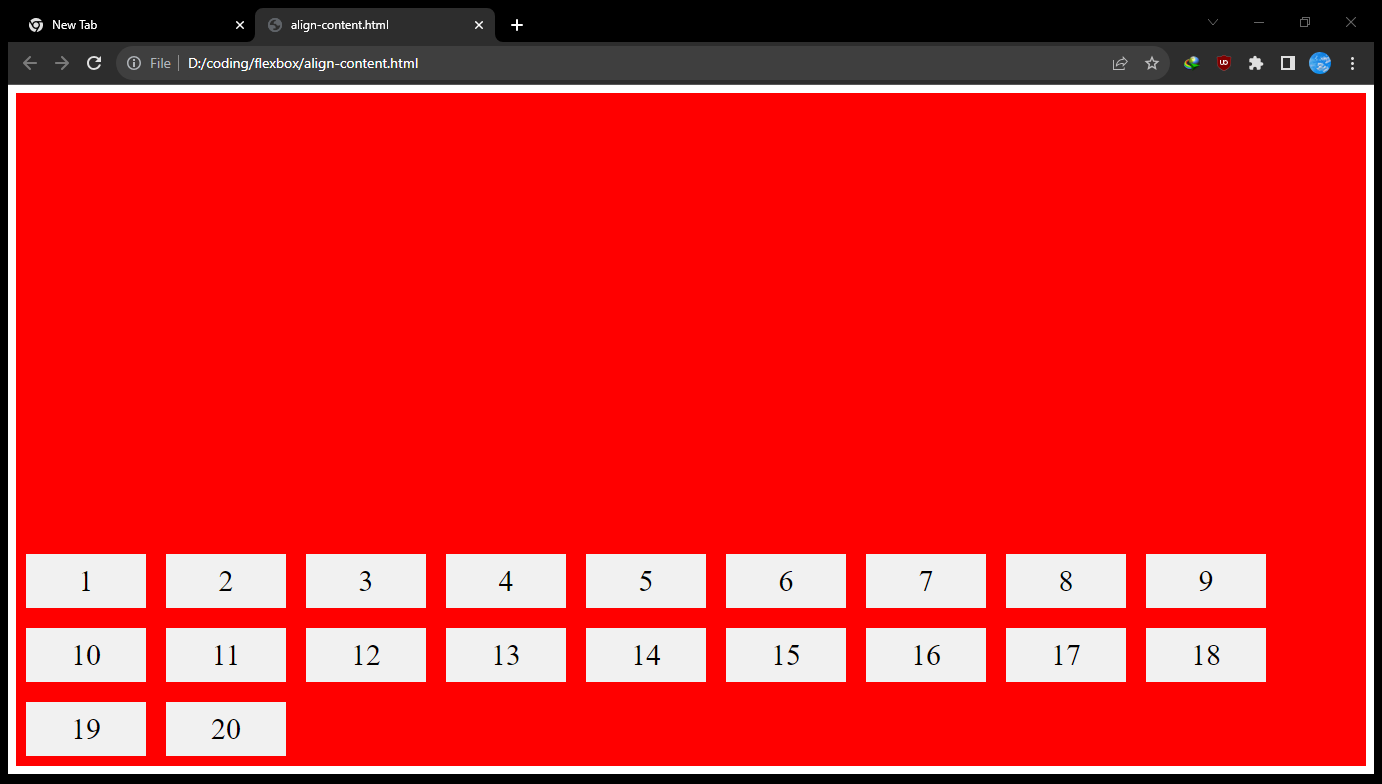 New Tab
align-content.html
File
D:/coding/flexbox/align-content.html
UD
1 2 3 4 5 6 7 8 9
10 11 12 13 14 15 16 17 18
19 20